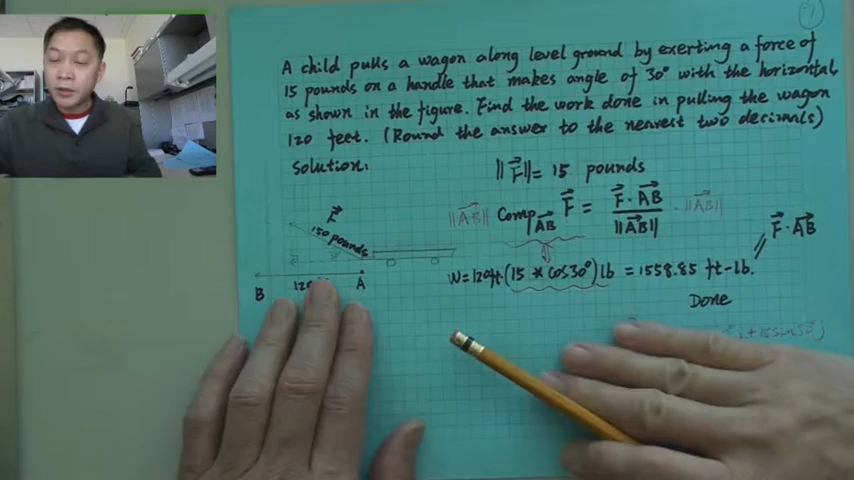 A child pulls a wagon along level ground by exerting a force of
15 pounds on a handle that makes angle of 30° with the horizontal,
as shown in the figure. Find the work done in pulling the wagon
120 feet. (Round the answer to the nearest two decimals)
Solution:
||F⃗|| = 15 pounds
||AB⃗|| Comp_AB⃗ F⃗ = F⃗ · AB⃗ / ||AB⃗|| · ||AB⃗||
F⃗
150 pounds
F⃗ · AB⃗
W = 120ft · (15 * cos30°) lb = 1558.85 ft-lb.
B 12 A
Done